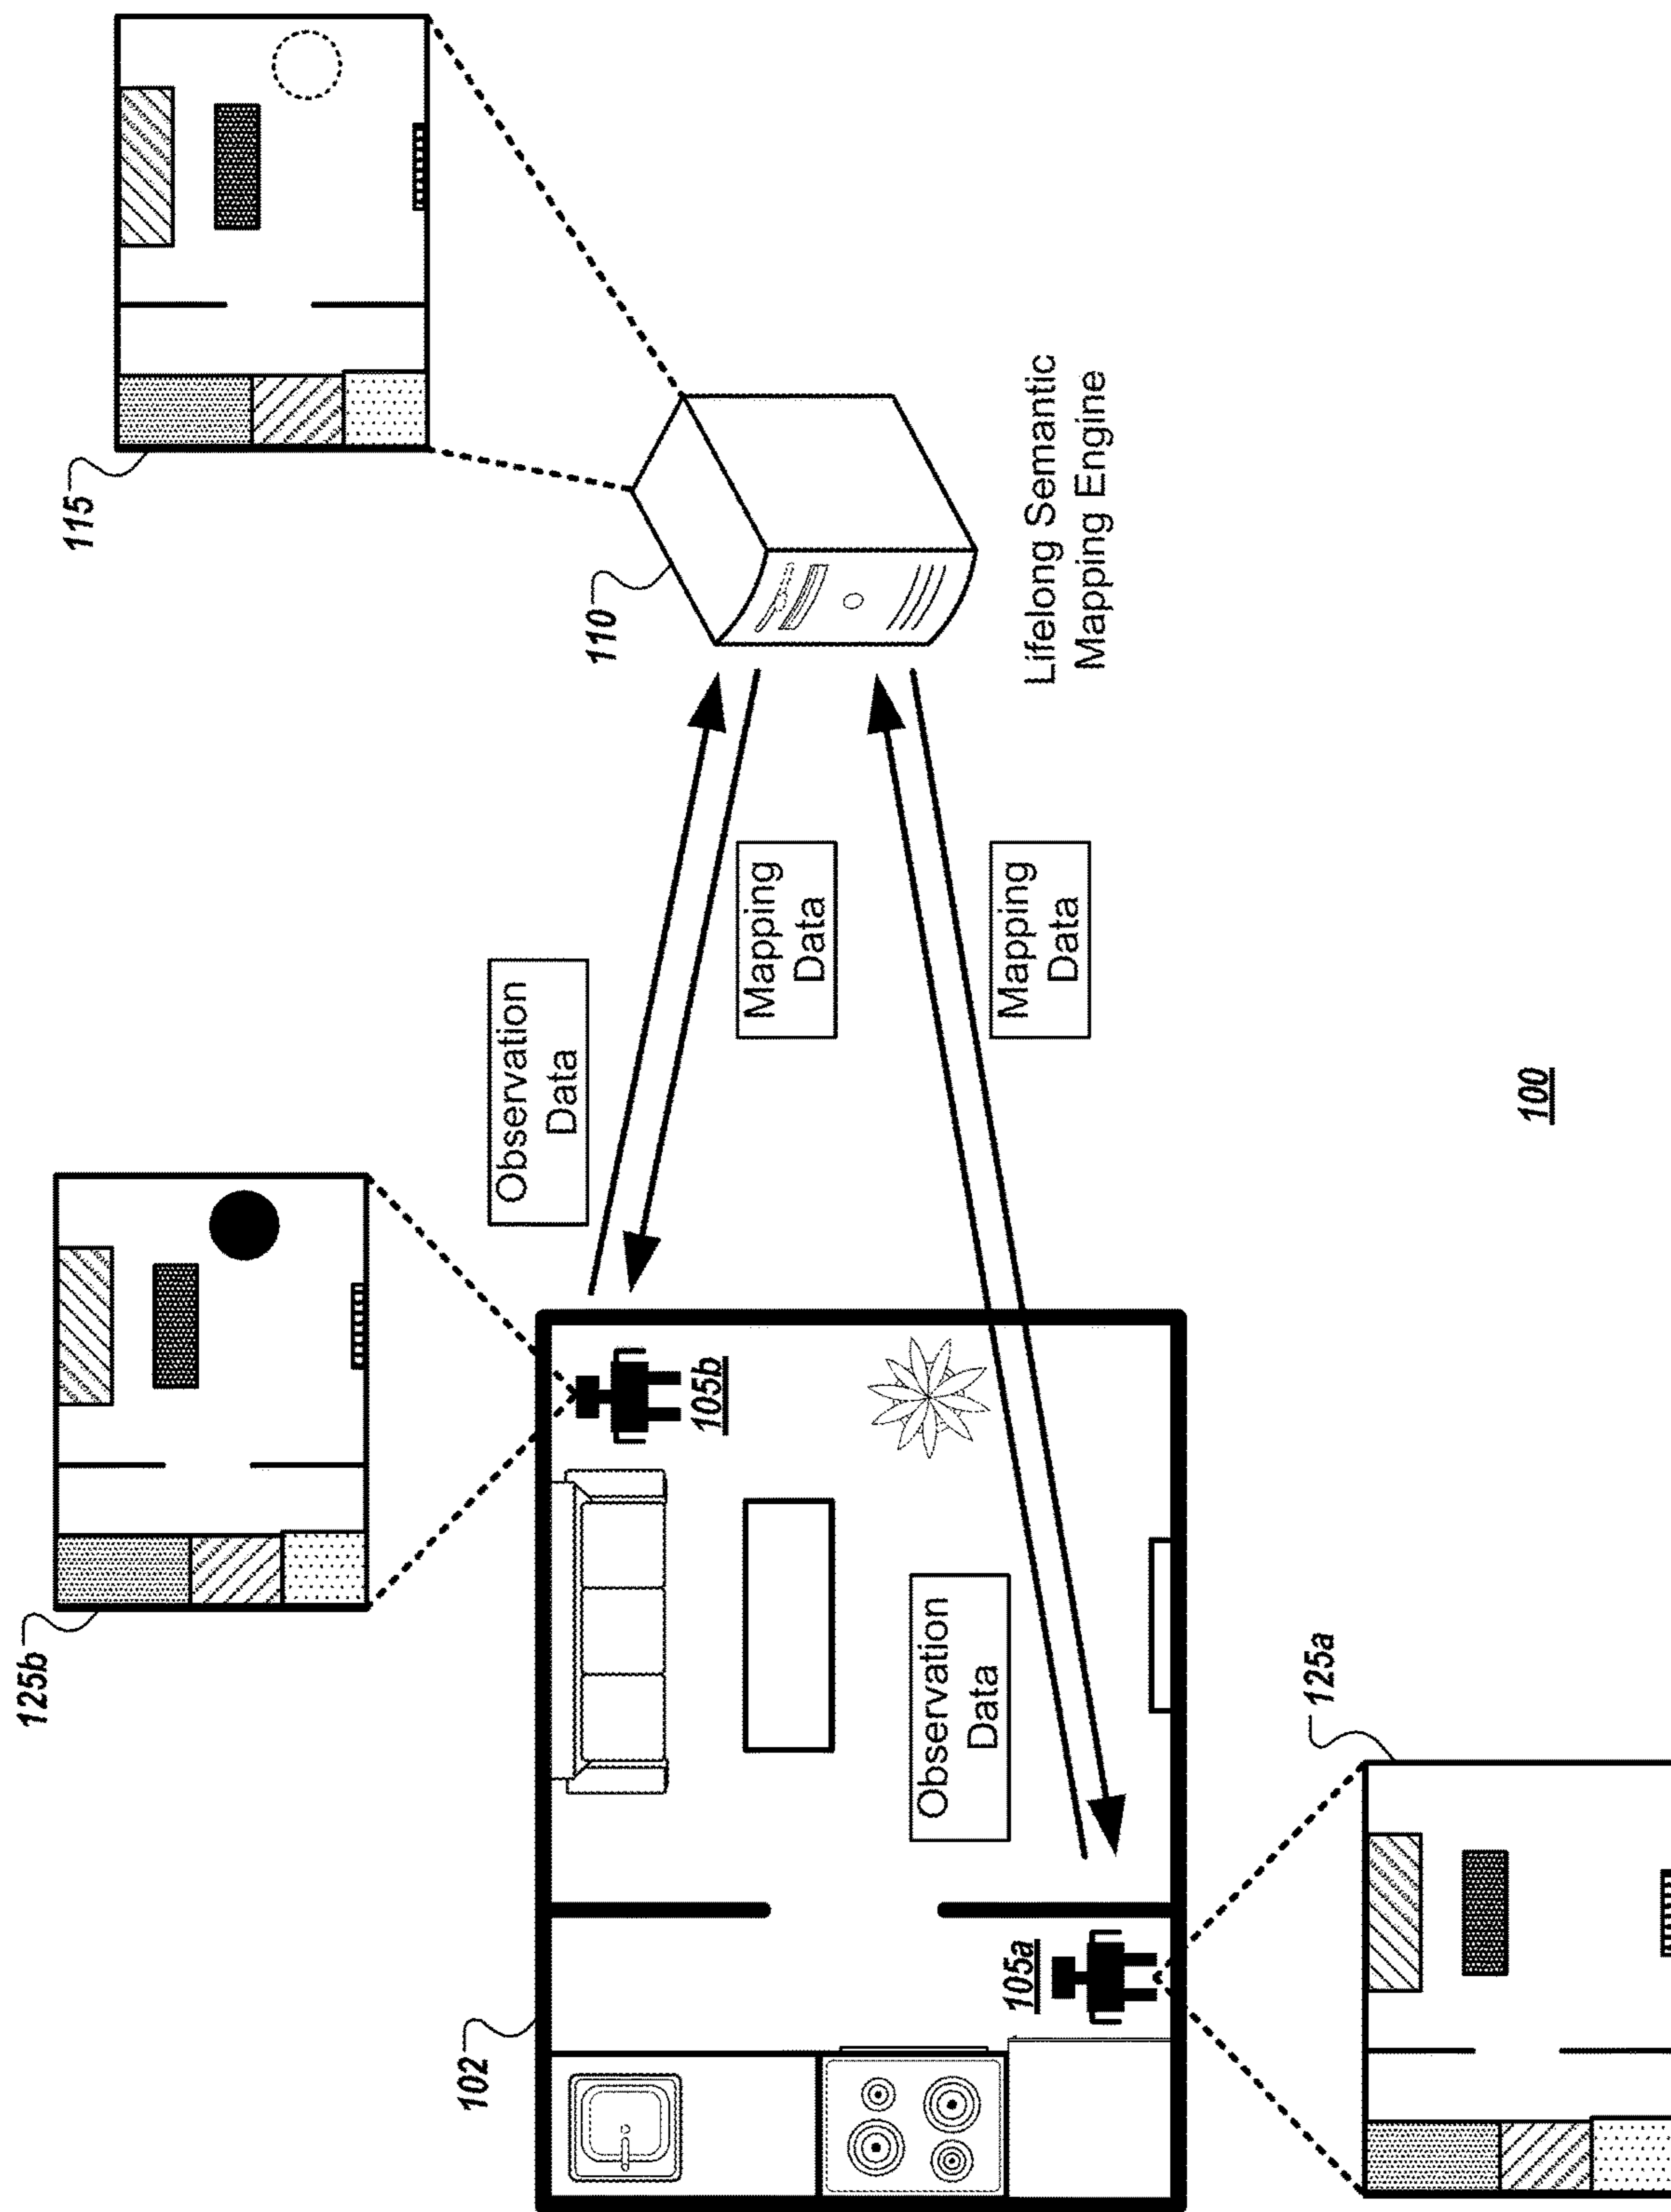 125b
115
110
Observation
Data
Mapping
Data
Lifelong Semantic
Mapping Engine
102
105b
105a
Observation
Data
Mapping
Data
125a
100